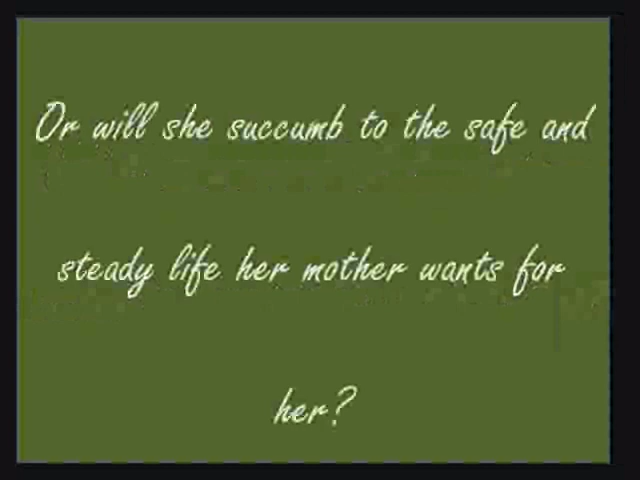 Or will she succumb to the safe and
steady life her mother wants for
her?